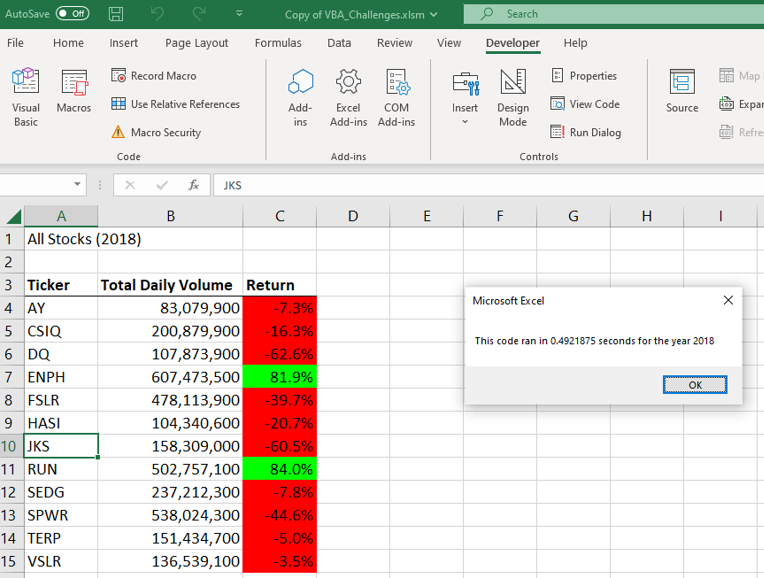 AutoSave Off Copy of VBA_Challenges.xlsm Search
File Home Insert Page Layout Formulas Data Review View Developer Help
Visual Basic
Macros
Record Macro
Use Relative References
Macro Security
Code
Add-ins
Excel Add-ins
COM Add-ins
Add-ins
Insert
Design Mode
Properties
View Code
Run Dialog
Controls
Source
Map
Expan
Refre
fx JKS
A B C D E F G H I
1 All Stocks (2018)
2
3 Ticker Total Daily Volume Return
4 AY 83,079,900 -7.3%
5 CSIQ 200,879,900 -16.3%
6 DQ 107,873,900 -62.6%
7 ENPH 607,473,500 81.9%
8 FSLR 478,113,900 -39.7%
9 HASI 104,340,600 -20.7%
10 JKS 158,309,000 -60.5%
11 RUN 502,757,100 84.0%
12 SEDG 237,212,300 -7.8%
13 SPWR 538,024,300 -44.6%
14 TERP 151,434,700 -5.0%
15 VSLR 136,539,100 -3.5%
Microsoft Excel
This code ran in 0.4921875 seconds for the year 2018
OK